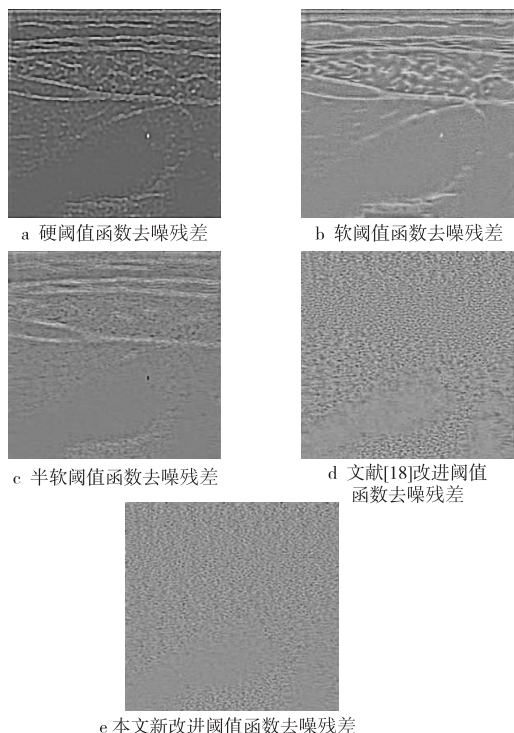 a 硬阈值函数去噪残差
b 软阈值函数去噪残差
c 半软阈值函数去噪残差
d 文献[18]改进阈值
函数去噪残差
e本文新改进阈值函数去噪残差